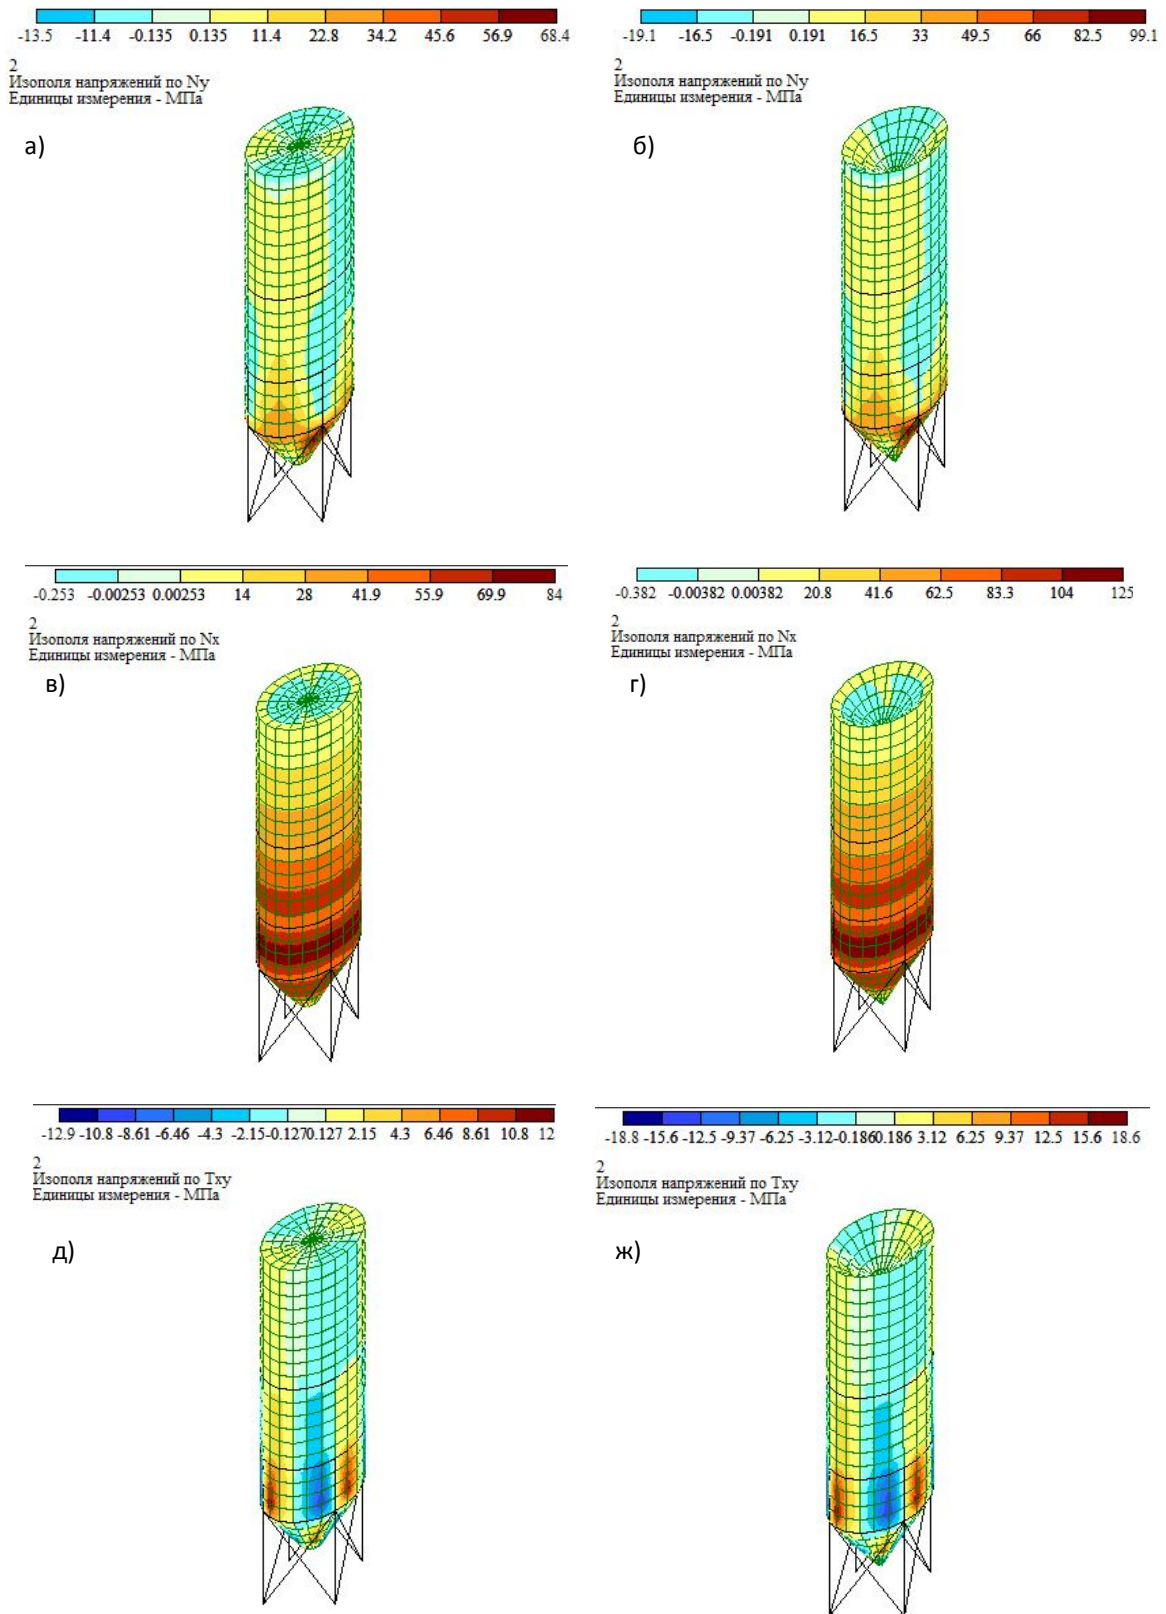 -13.5 -11.4 -0.135 0.135 11.4 22.8 34.2 45.6 56.9 68.4
2
Изополя напряжений по Ny
Единицы измерения - МПа
а)
-19.1 -16.5 -0.191 0.191 16.5 33 49.5 66 82.5 99.1
2
Изополя напряжений по Ny
Единицы измерения - МПа
б)
-0.253 -0.00253 0.00253 14 28 41.9 55.9 69.9 84
2
Изополя напряжений по Nx
Единицы измерения - МПа
в)
-0.382 -0.00382 0.00382 20.8 41.6 62.5 83.3 104 125
2
Изополя напряжений по Nx
Единицы измерения - МПа
г)
-12.9 -10.8 -8.61 -6.46 -4.3 -2.15 -0.127 0.127 2.15 4.3 6.46 8.61 10.8 12
2
Изополя напряжений по Txy
Единицы измерения - МПа
д)
-18.8 -15.6 -12.5 -9.37 -6.25 -3.12 -0.186 0.186 3.12 6.25 9.37 12.5 15.6 18.6
2
Изополя напряжений по Txy
Единицы измерения - МПа
ж)